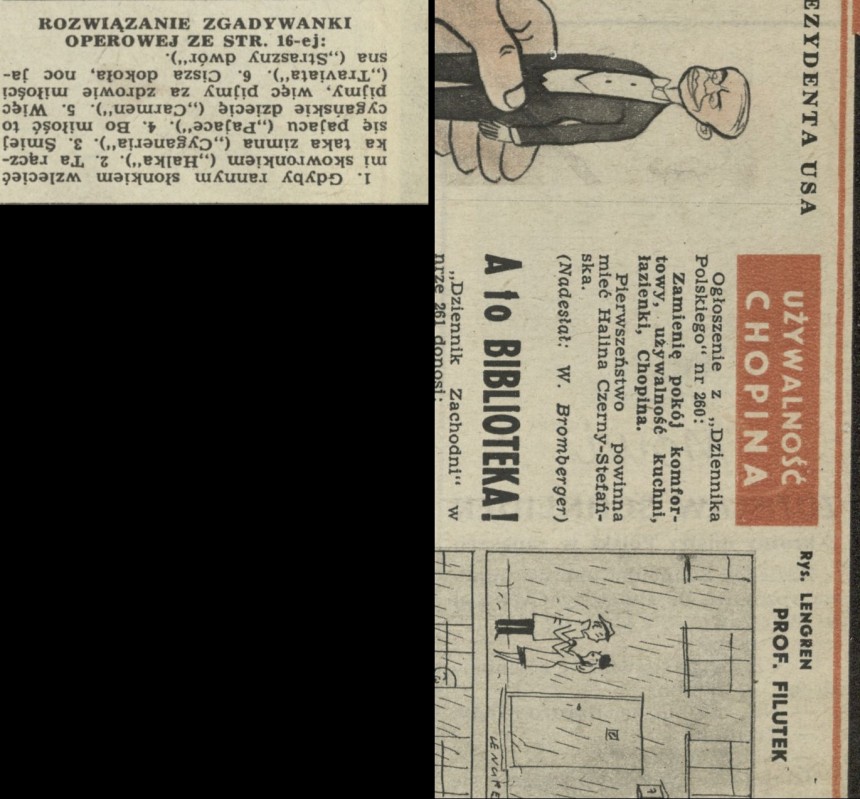 ROZWIĄZANIE ZGADYWANKI
OPEROWEJ ZE STR. 16-ej:
1. Gdyby rannym słonkiem wzlecieć
mi skowronkiem („Halka"). 2. Ta rącz-
ka taka zimna („Cyganeria"). 3. Śmiej
się pajacu („Pajace"). 4. Bo miłość to
cygańskie dziecię („Carmen"). 5. Więc
pijmy, więc pijmy za zdrowie miłości
(„Traviata"). 6. Cisza dokoła, noc ja-
sna („Straszny dwór").
EZYDENTA USA
UŻYWALNOŚĆ
CHOPINA
Ogłoszenie z „Dziennika
Polskiego" nr 260:
Zamienię pokój komfor-
towy, używalność kuchni,
łazienki, Chopina.
Pierwszeństwo powinna
mieć Halina Czerny-Stefań-
ska.
(Nadesłał: W. Bromberger)
A to BIBLIOTEKA!
„Dziennik Zachodni" w
nrze 261 donosi:
Rys. LENGREN
PROF. FILUTEK
LENGRE